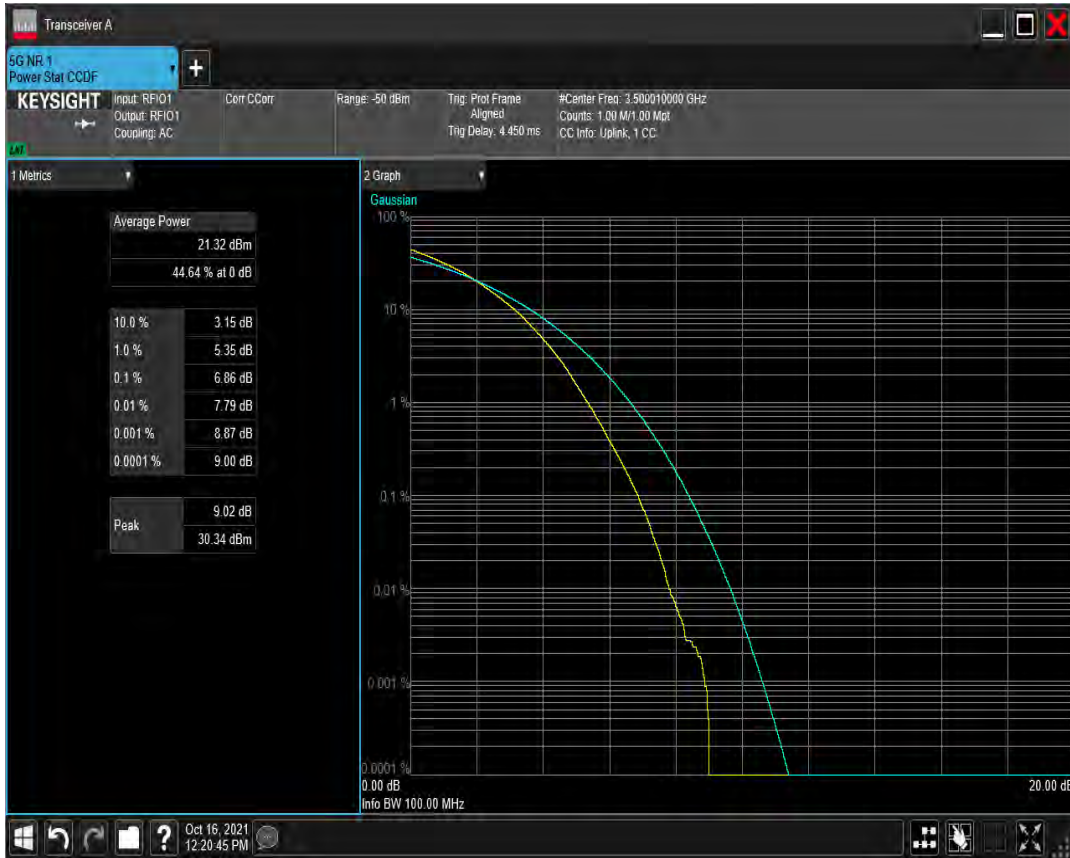 Transceiver A
5G NR 1
Power Stat CCDF
+
KEYSIGHT
Input: RFIO1
Output: RFIO1
Coupling: AC
Corr CCorr
Range: -50 dBm
Trig: Prot Frame
Aligned
Trig Delay: 4.450 ms
#Center Freq: 3.500010000 GHz
Counts: 1.00 M/1.00 Mpt
CC Info: Uplink, 1 CC
1 Metrics
Average Power
21.32 dBm
44.64 % at 0 dB
10.0 % 3.15 dB
1.0 % 5.35 dB
0.1 % 6.86 dB
0.01 % 7.79 dB
0.001 % 8.87 dB
0.0001 % 9.00 dB
Peak 9.02 dB
30.34 dBm
2 Graph
Gaussian
100 %
10 %
1 %
0.1 %
0.01 %
0.001 %
0.0001 %
0.00 dB 20.00 dB
Info BW 100.00 MHz
?
Oct 16, 2021
12:20:45 PM